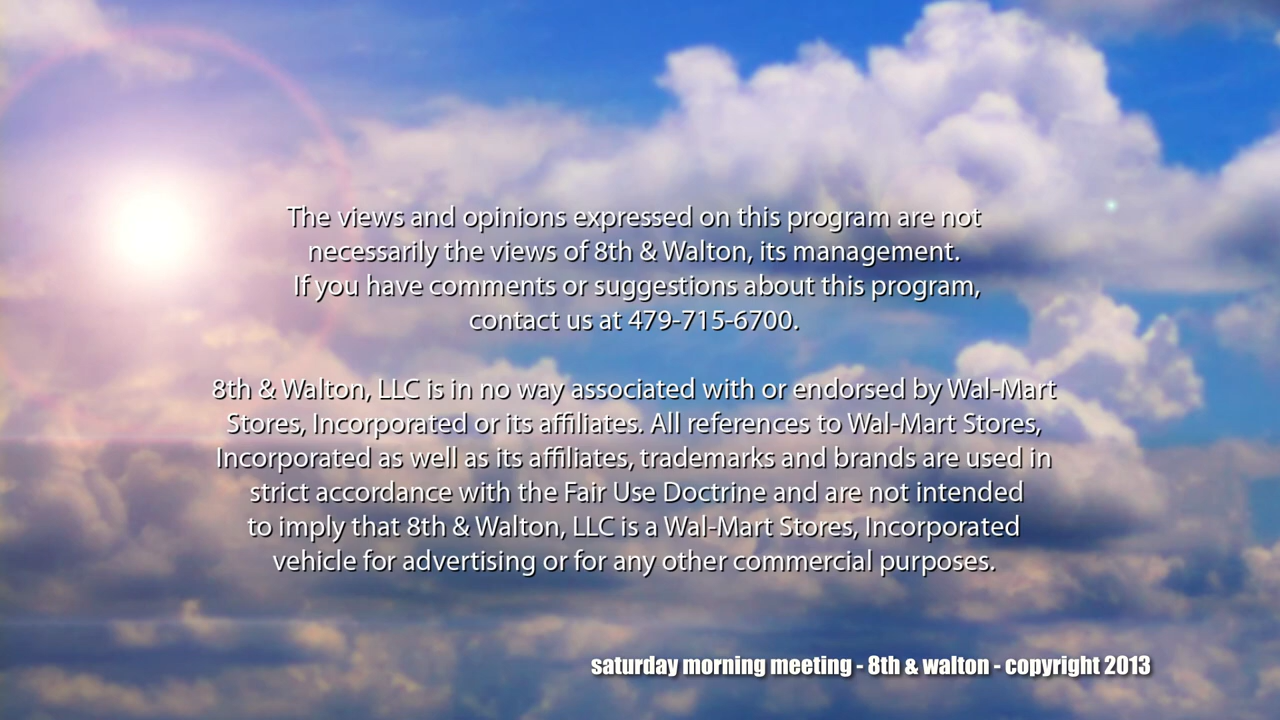 The views and opinions expressed on this program are not
necessarily the views of 8th & Walton, its management.
If you have comments or suggestions about this program,
contact us at 479-715-6700.
8th & Walton, LLC is in no way associated with or endorsed by Wal-Mart
Stores, Incorporated or its affiliates. All references to Wal-Mart Stores,
Incorporated as well as its affiliates, trademarks and brands are used in
strict accordance with the Fair Use Doctrine and are not intended
to imply that 8th & Walton, LLC is a Wal-Mart Stores, Incorporated
vehicle for advertising or for any other commercial purposes.
saturday morning meeting - 8th & walton - copyright 2013